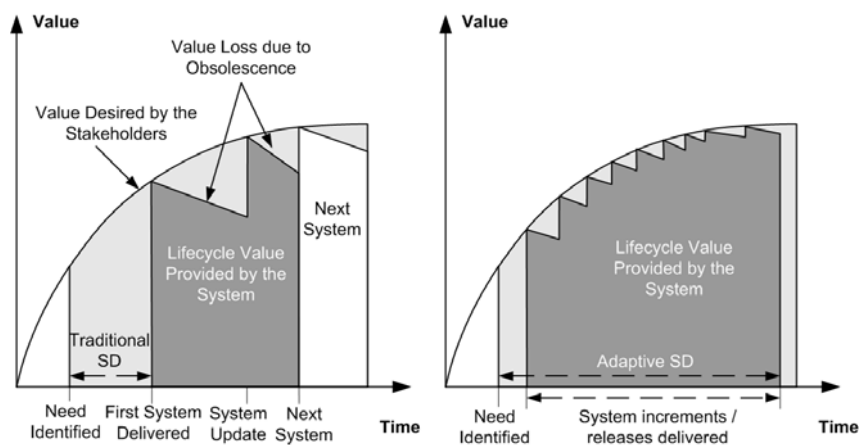 Value
Value Loss due to
Obsolescence
Value Desired by the
Stakeholders
Next
System
Lifecycle Value
Provided by the
System
Traditional
SD
Need
Identified
First System
Delivered
System
Update
Next
System
Time
Value
Lifecycle Value
Provided by the
System
Adaptive SD
Need
Identified
System increments /
releases delivered
Time